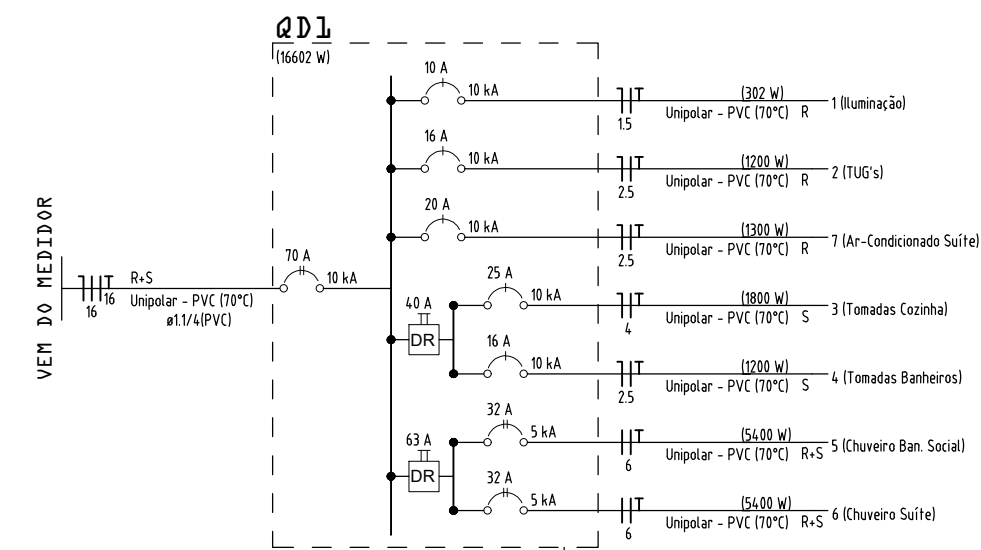 QD1
(16602 W)
10 A
10 kA
1.5
(302 W)
Unipolar - PVC (70°C) R
1 (Iluminação)
16 A
10 kA
2.5
(1200 W)
Unipolar - PVC (70°C) R
2 (TUG's)
20 A
10 kA
2.5
(1300 W)
Unipolar - PVC (70°C) R
7 (Ar-Condicionado Suíte)
VEM DO MEDIDOR
16
16
R+S
Unipolar - PVC (70°C)
ø1.1/4(PVC)
70 A
10 kA
40 A
DR
25 A
10 kA
4
(1800 W)
Unipolar - PVC (70°C) S
3 (Tomadas Cozinha)
16 A
10 kA
2.5
(1200 W)
Unipolar - PVC (70°C) S
4 (Tomadas Banheiros)
63 A
DR
32 A
5 kA
6
(5400 W)
Unipolar - PVC (70°C) R+S
5 (Chuveiro Ban. Social)
32 A
5 kA
6
(5400 W)
Unipolar - PVC (70°C) R+S
6 (Chuveiro Suíte)